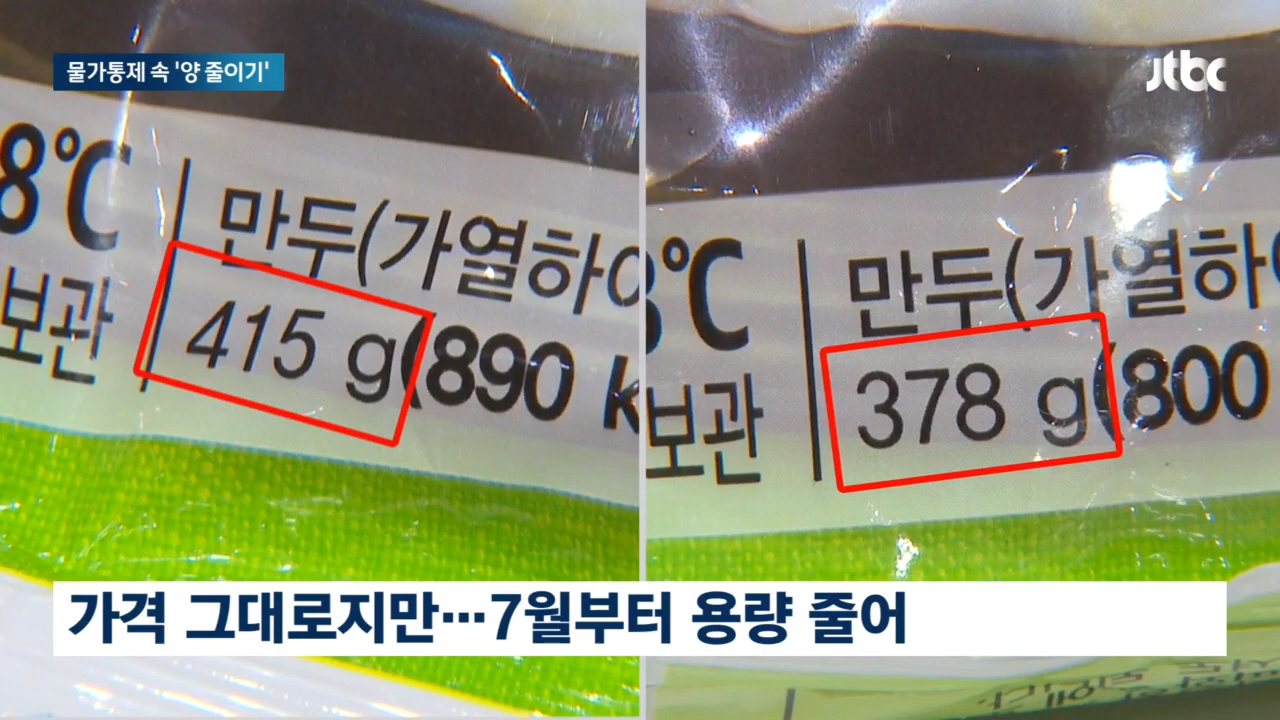 물가통제 속 '양 줄이기'
jtbc
8℃
만두(가열하여
보관
415 g(890 k
8℃
만두(가열하여
보관
378 g(800
가격 그대로지만…7월부터 용량 줄어